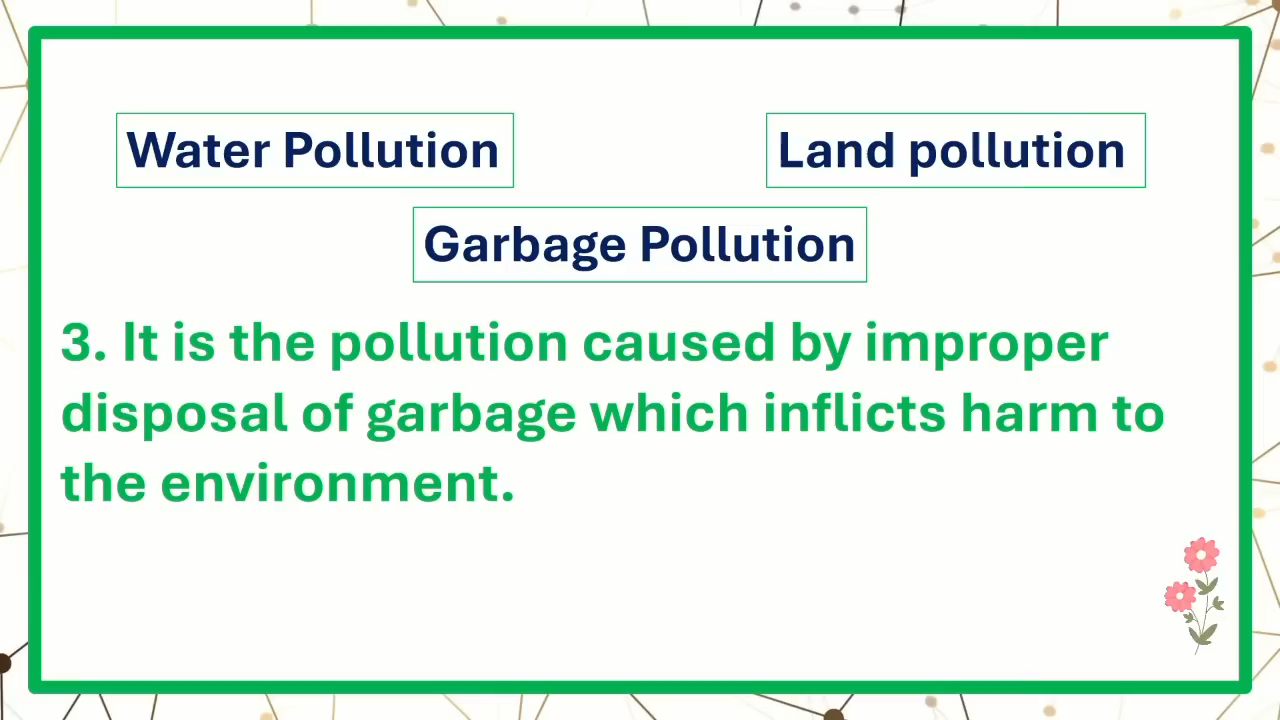 Water Pollution
Land pollution
Garbage Pollution
3. It is the pollution caused by improper
disposal of garbage which inflicts harm to
the environment.